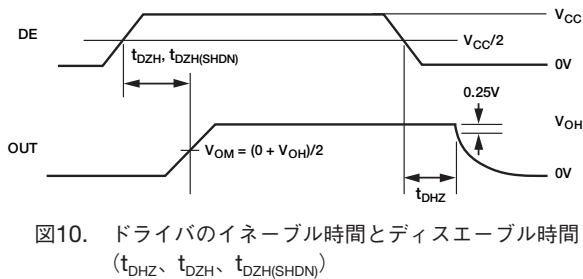 DE
V_CC
V_CC/2
t_DZH, t_DZH(SHDN)
0V
0.25V
V_OH
OUT
V_OM = (0 + V_OH)/2
0V
t_DHZ
図10. ドライバのイネーブル時間とディスエーブル時間
(t_DHZ、t_DZH、t_DZH(SHDN))